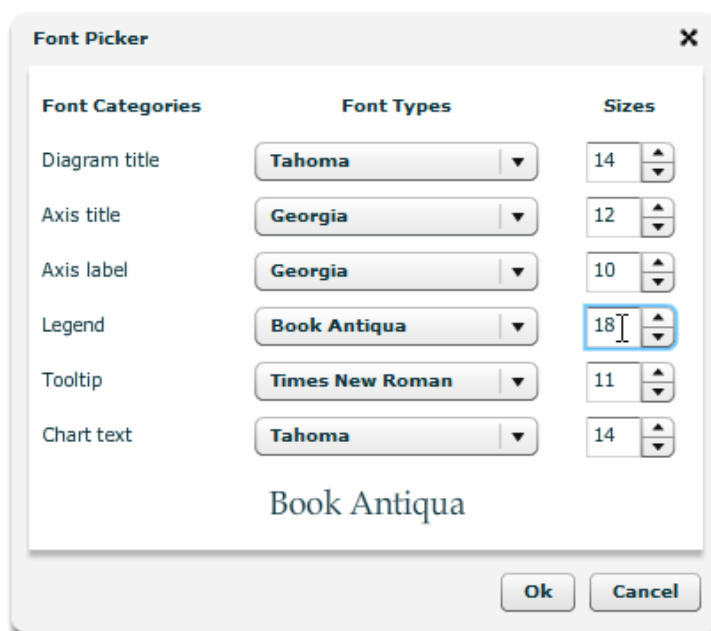 Font Picker
Font Categories Font Types Sizes
Diagram title Tahoma 14
Axis title Georgia 12
Axis label Georgia 10
Legend Book Antiqua 18
Tooltip Times New Roman 11
Chart text Tahoma 14
Book Antiqua
Ok Cancel